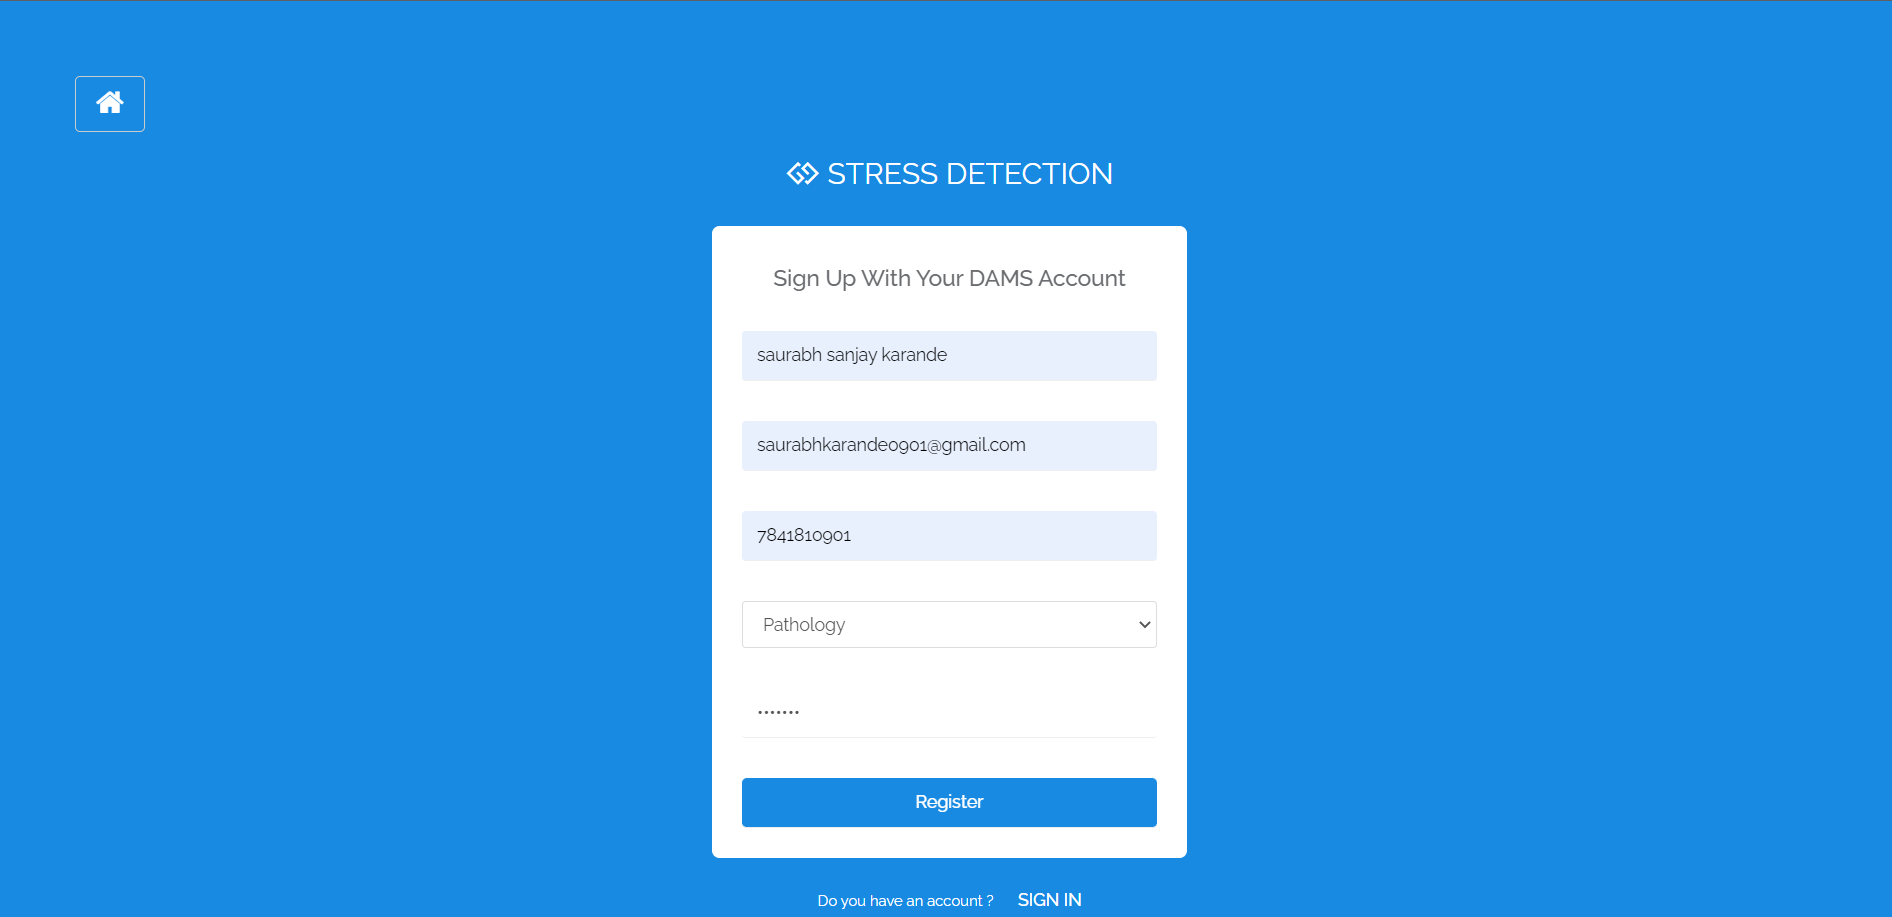 STRESS DETECTION
Sign Up With Your DAMS Account
saurabh sanjay karande
saurabhkarande0901@gmail.com
7841810901
Pathology
•••••••
Register
Do you have an account ? SIGN IN